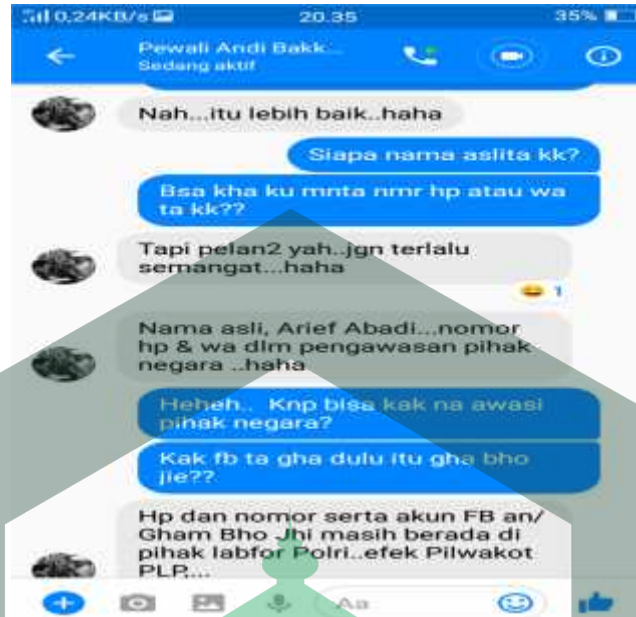 0,24KB/s 20.35 35%
Pewali Andi Bakk...
Sedang aktif
Nah...itu lebih baik..haha
Siapa nama aslita kk?
Bsa kha ku mnta nmr hp atau wa
ta kk??
Tapi pelan2 yah..jgn terlalu
semangat...haha
1
Nama asli, Arief Abadi...nomor
hp & wa dlm pengawasan pihak
negara ..haha
Heheh.. Knp bisa kak na awasi
pihak negara?
Kak fb ta gha dulu itu gha bho
jie??
Hp dan nomor serta akun FB an/
Gham Bho Jhi masih berada di
pihak labfor Polri..efek Pilwakot
PLP....
Aa